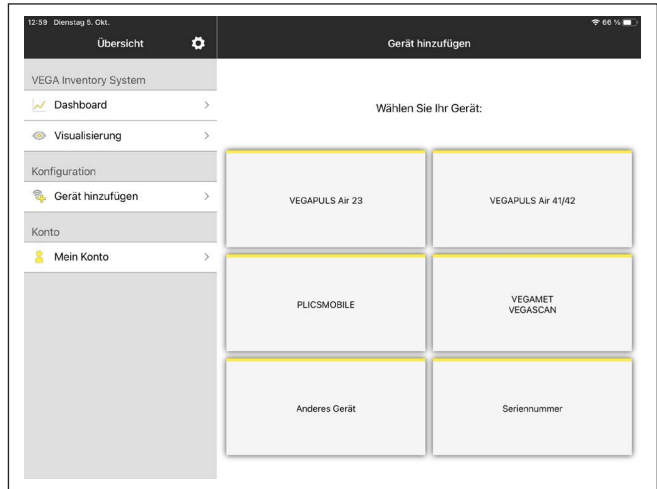 12:59 Dienstag 5. Okt.
66 %
Übersicht
Gerät hinzufügen
VEGA Inventory System
Dashboard
Visualisierung
Konfiguration
Gerät hinzufügen
Konto
Mein Konto
Wählen Sie Ihr Gerät:
VEGAPULS Air 23
VEGAPULS Air 41/42
PLICSMOBILE
VEGAMET
VEGASCAN
Anderes Gerät
Seriennummer